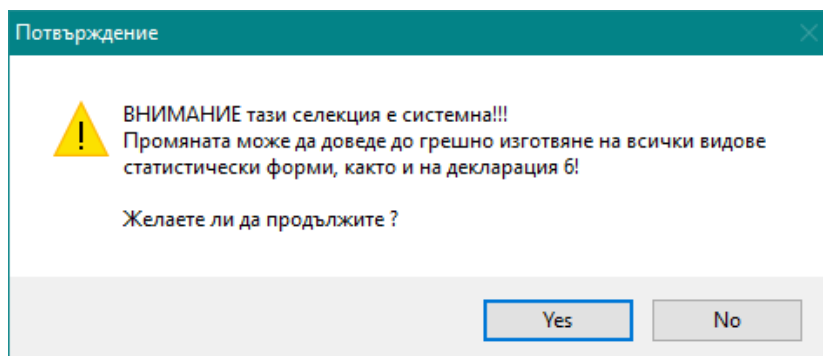 Потвърждение
ВНИМАНИЕ тази селекция е системна!!!
Промяната може да доведе до грешно изготвяне на всички видове
статистически форми, както и на декларация 6!
Желаете ли да продължите ?
Yes
No